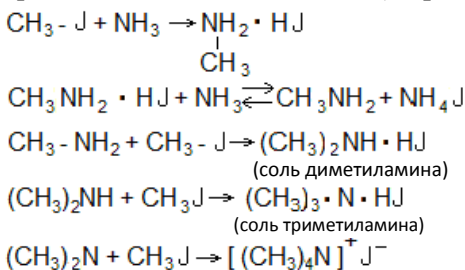 CH₃ - J + NH₃ → NH₂ · HJ
CH₃
CH₃NH₂ · HJ + NH₃ ⇄ CH₃NH₂ + NH₄J
CH₃ - NH₂ + CH₃ - J → (CH₃)₂NH · HJ
(соль диметиламина)
(CH₃)₂NH + CH₃J → (CH₃)₃ · N · HJ
(соль триметиламина)
(CH₃)₂N + CH₃J → [(CH₃)₄N]⁺J⁻